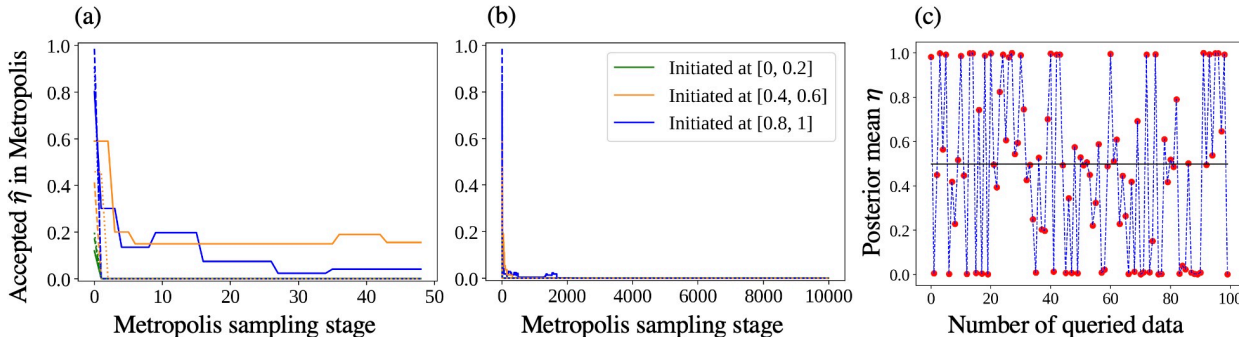 (a)
Accepted η̂ in Metropolis
1.0
0.8
0.6
0.4
0.2
0.0
0 10 20 30 40 50
Metropolis sampling stage
(b)
1.0
0.8
0.6
0.4
0.2
0.0
Initiated at [0, 0.2]
Initiated at [0.4, 0.6]
Initiated at [0.8, 1]
0 2000 4000 6000 8000 10000
Metropolis sampling stage
(c)
Posterior mean η
1.0
0.8
0.6
0.4
0.2
0.0
0 20 40 60 80 100
Number of queried data